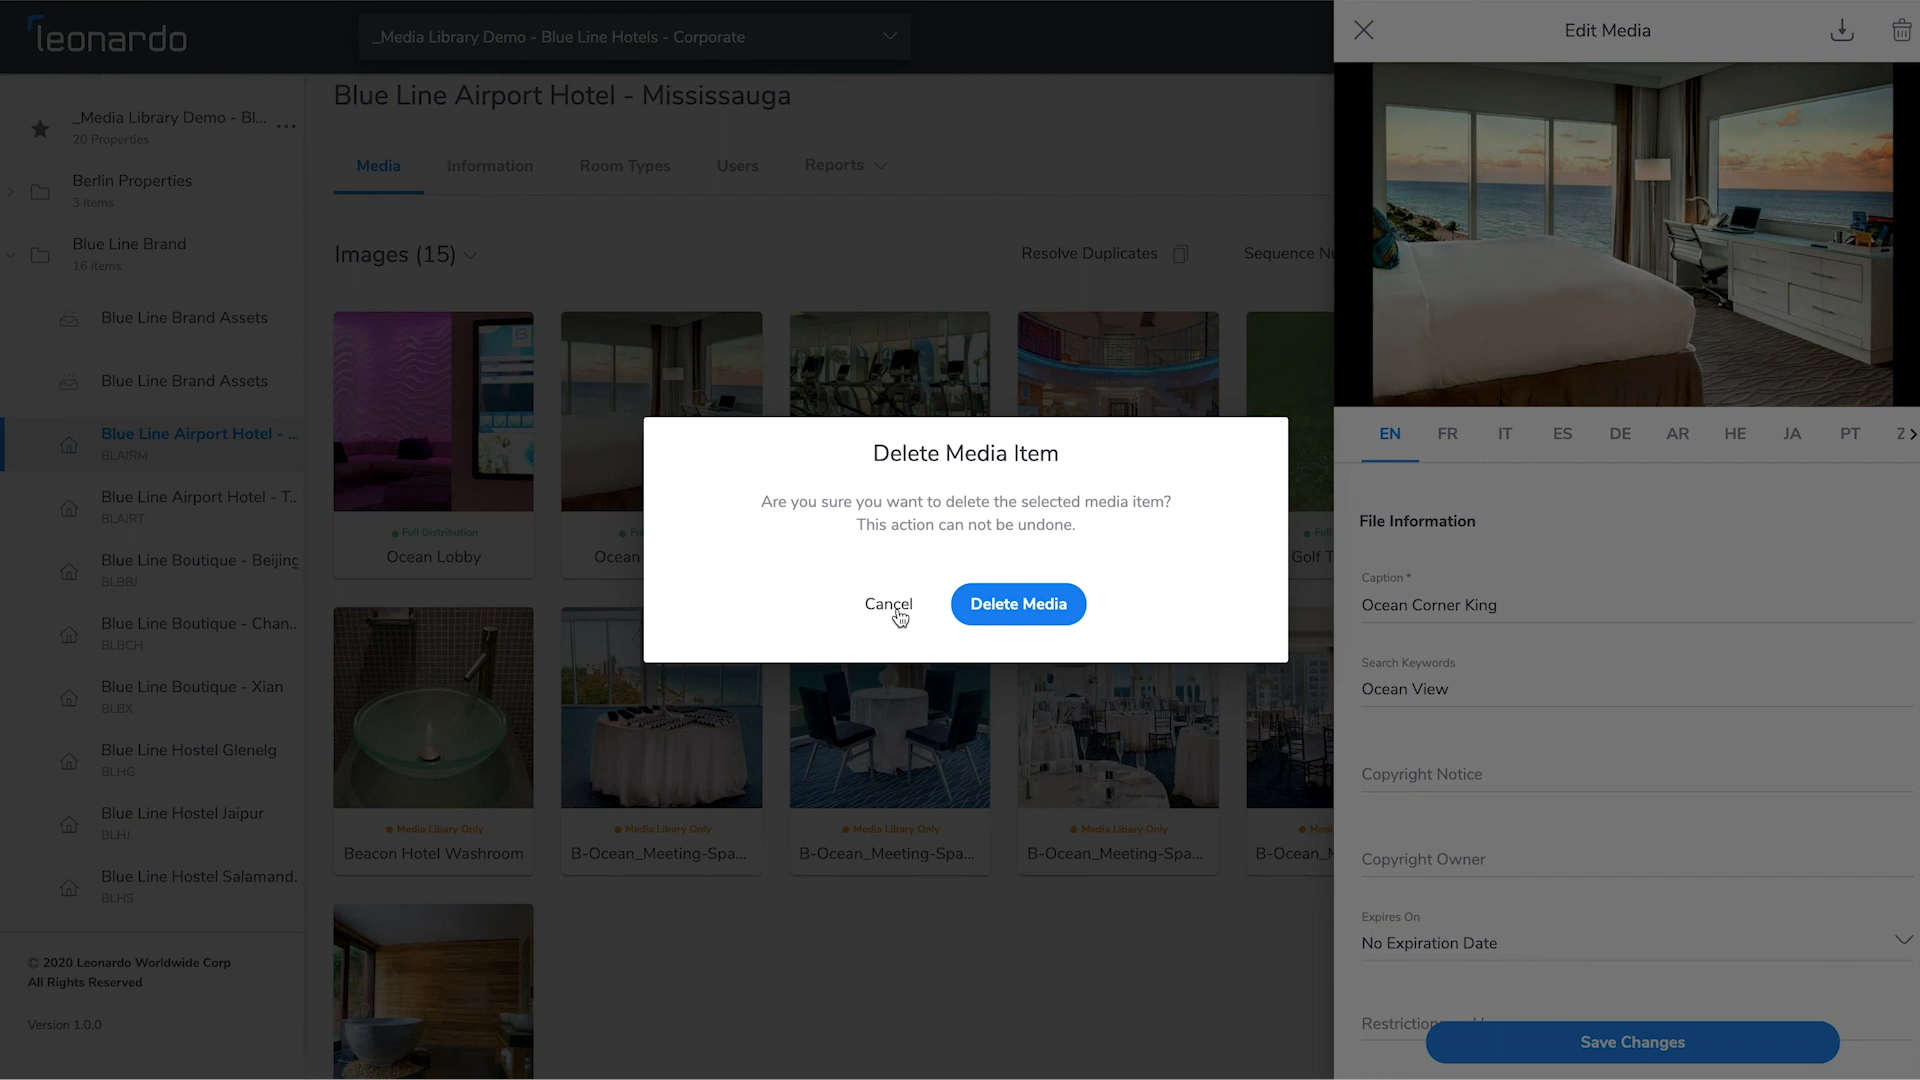 leonardo
_Media Library Demo - Blue Line Hotels - Corporate
_Media Library Demo - Bl...
20 Properties
Berlin Properties
3 items
Blue Line Brand
16 items
Blue Line Brand Assets
Blue Line Brand Assets
Blue Line Airport Hotel - ...
BLAIRM
Blue Line Airport Hotel - T...
BLAIRT
Blue Line Boutique - Beijing
BLBBJ
Blue Line Boutique - Chan...
BLBCH
Blue Line Boutique - Xian
BLBX
Blue Line Hostel Glenelg
BLHG
Blue Line Hostel Jaipur
BLHJ
Blue Line Hostel Salamand.
BLHS
© 2020 Leonardo Worldwide Corp
All Rights Reserved
Version 1.0.0
Blue Line Airport Hotel - Mississauga
Media Information Room Types Users Reports
Images (15)
Resolve Duplicates
Sequence
Full Distribution
Ocean Lobby
Ocean
Full
Golf
Media Libary Only
Beacon Hotel Washroom
Media Libary Only
B-Ocean_Meeting-Spa...
Media Libary Only
B-Ocean_Meeting-Spa...
Media Libary Only
B-Ocean_Meeting-Spa...
B-Ocean_
Delete Media Item
Are you sure you want to delete the selected media item?
This action can not be undone.
Cancel
Delete Media
Edit Media
EN FR IT ES DE AR HE JA PT Z
File Information
Caption *
Ocean Corner King
Search Keywords
Ocean View
Copyright Notice
Copyright Owner
Expires On
No Expiration Date
Save Changes